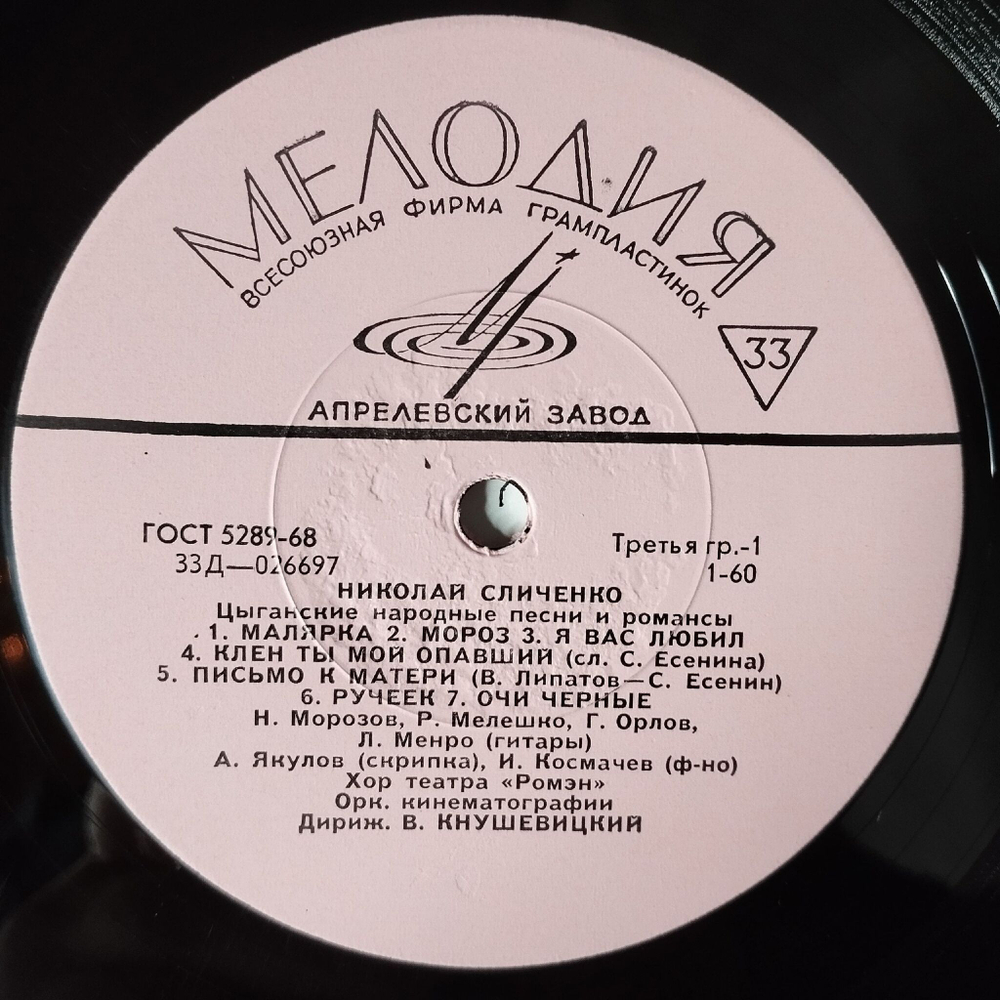 МЕЛОДИЯ
ВСЕСОЮЗНАЯ ФИРМА ГРАМПЛАСТИНОК
33
АПРЕЛЕВСКИЙ ЗАВОД
ГОСТ 5289-68
Третья гр.-1
33Д—026697
1-60
НИКОЛАЙ СЛИЧЕНКО
Цыганские народные песни и романсы
1. МАЛЯРКА 2. МОРОЗ 3. Я ВАС ЛЮБИЛ
4. КЛЕН ТЫ МОЙ ОПАВШИЙ (сл. С. Есенина)
5. ПИСЬМО К МАТЕРИ (В. Липатов—С. Есенин)
6. РУЧЕЕК 7. ОЧИ ЧЕРНЫЕ
Н. Морозов, Р. Мелешко, Г. Орлов,
Л. Менро (гитары)
А. Якулов (скрипка), И. Космачев (ф-но)
Хор театра «Ромэн»
Орк. кинематографии
Дириж. В. КНУШЕВИЦКИЙ